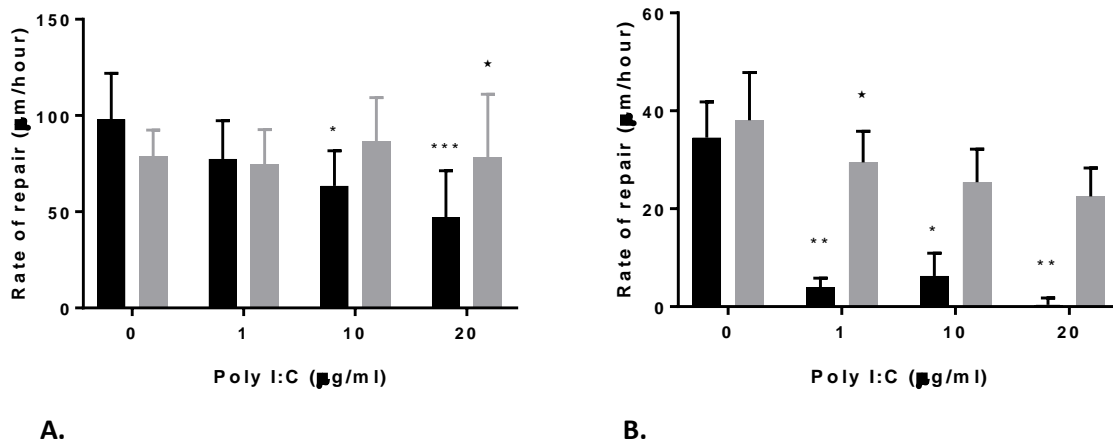 150
100
50
0
Rate of repair (µm/hour)
*
***
★
0 1 10 20
Poly I:C (µg/ml)
A.
60
40
20
0
Rate of repair (µm/hour)
**
★
*
**
0 1 10 20
Poly I:C (µg/ml)
B.